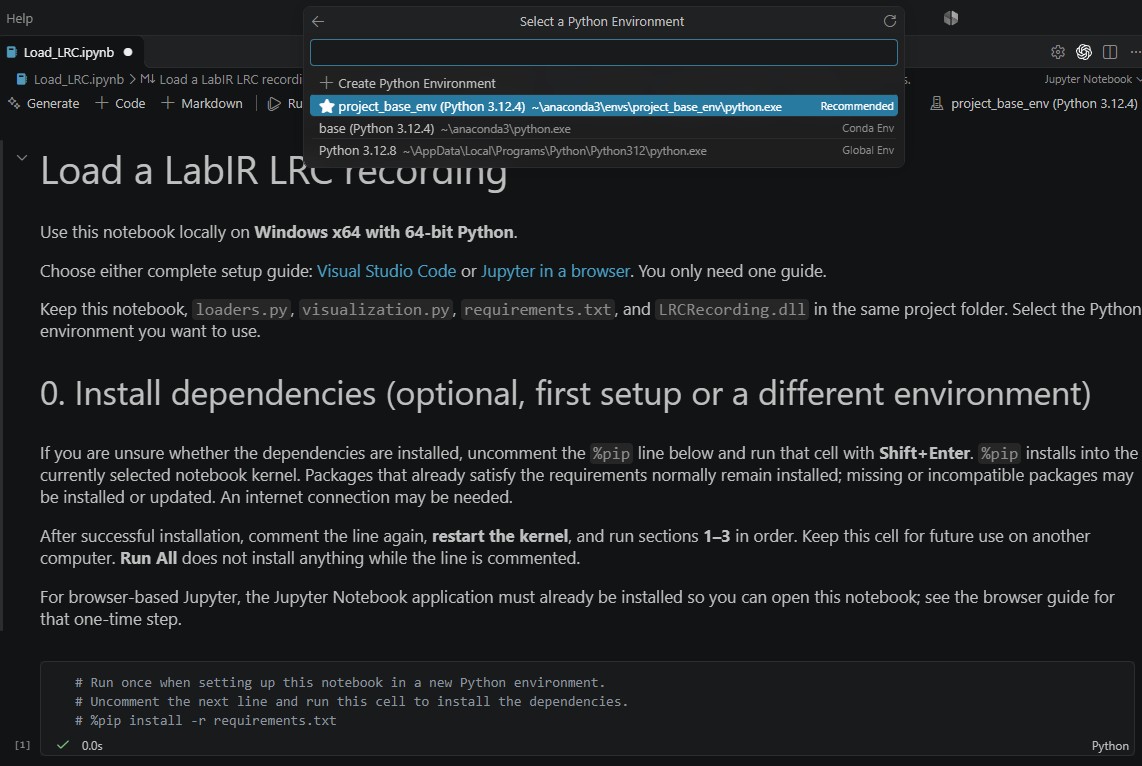 Help
Select a Python Environment
Load_LRC.ipynb
Load_LRC.ipynb > M↓ Load a LabIR LRC recordi
s.
Jupyter Notebook
Generate + Code + Markdown Ru
project_base_env (Python 3.12.4)
+ Create Python Environment
project_base_env (Python 3.12.4) ~\anaconda3\envs\project_base_env\python.exe Recommended
base (Python 3.12.4) ~\anaconda3\python.exe Conda Env
Python 3.12.8 ~\AppData\Local\Programs\Python\Python312\python.exe Global Env
Load a LabIR LRC recording
Use this notebook locally on Windows x64 with 64-bit Python.
Choose either complete setup guide: Visual Studio Code or Jupyter in a browser. You only need one guide.
Keep this notebook, loaders.py, visualization.py, requirements.txt, and LRCRecording.dll in the same project folder. Select the Python
environment you want to use.
0. Install dependencies (optional, first setup or a different environment)
If you are unsure whether the dependencies are installed, uncomment the %pip line below and run that cell with Shift+Enter. %pip installs into the
currently selected notebook kernel. Packages that already satisfy the requirements normally remain installed; missing or incompatible packages may
be installed or updated. An internet connection may be needed.
After successful installation, comment the line again, restart the kernel, and run sections 1–3 in order. Keep this cell for future use on another
computer. Run All does not install anything while the line is commented.
For browser-based Jupyter, the Jupyter Notebook application must already be installed so you can open this notebook; see the browser guide for
that one-time step.
# Run once when setting up this notebook in a new Python environment.
# Uncomment the next line and run this cell to install the dependencies.
# %pip install -r requirements.txt
[1] 0.0s Python